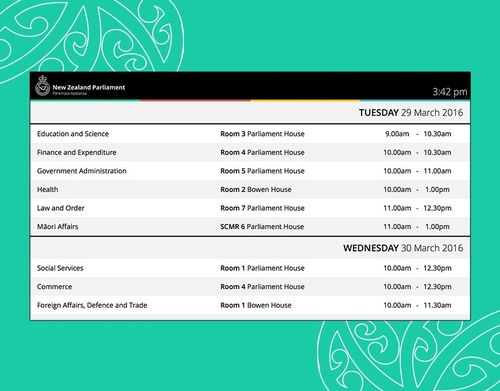 New Zealand Parliament
Pāremata Aotearoa
3:42 pm
TUESDAY 29 March 2016
Education and Science Room 3 Parliament House 9.00am - 10.30am
Finance and Expenditure Room 4 Parliament House 10.00am - 10.30am
Government Administration Room 5 Parliament House 10.00am - 11.00am
Health Room 2 Bowen House 10.00am - 1.00pm
Law and Order Room 7 Parliament House 11.00am - 12.30pm
Māori Affairs SCMR 6 Parliament House 11.00am - 1.00pm
WEDNESDAY 30 March 2016
Social Services Room 1 Parliament House 10.00am - 12.30pm
Commerce Room 4 Parliament House 10.00am - 12.30pm
Foreign Affairs, Defence and Trade Room 1 Bowen House 10.00am - 11.30am